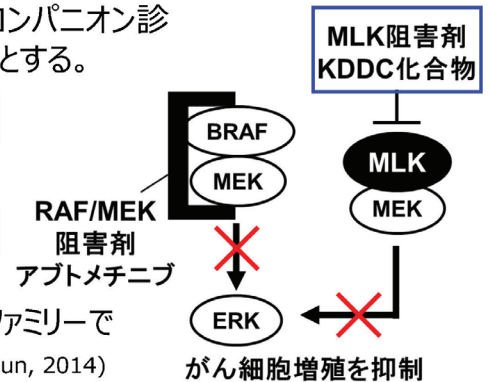 コンパニオン診
とする。
MLK阻害剤
KDDC化合物
BRAF
MEK
MLK
MEK
RAF/MEK
阻害剤
アブトメチニブ
ERK
ファミリーで
un, 2014)
がん細胞増殖を抑制